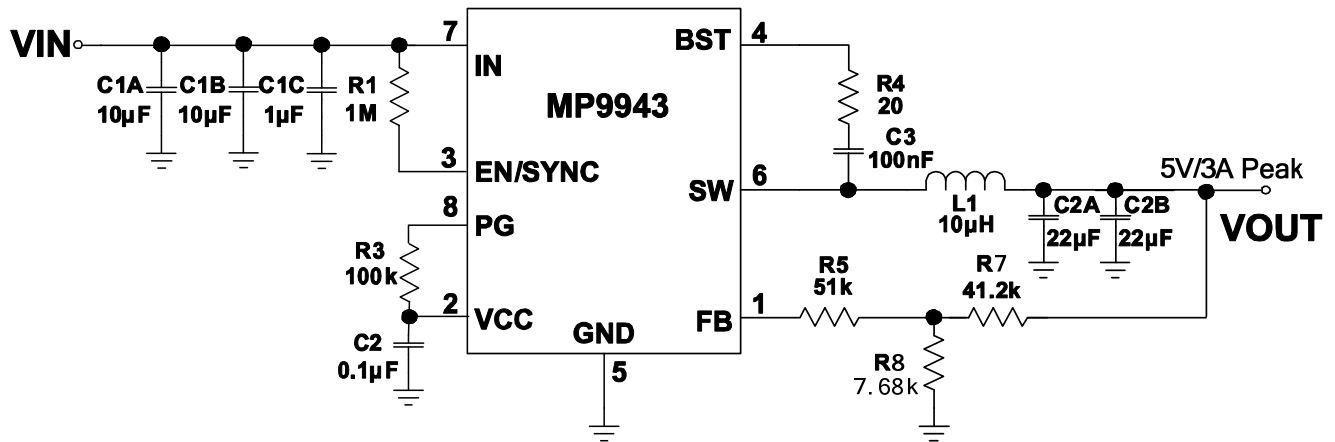 VIN
C1A
10µF
C1B
10µF
C1C
1µF
R1
1M
7
IN
3
EN/SYNC
8
PG
R3
100k
2
VCC
C2
0.1µF
MP9943
GND
5
BST
4
R4
20
C3
100nF
SW
6
L1
10µH
C2A
22µF
C2B
22µF
5V/3A Peak
VOUT
FB
1
R5
51k
R7
41.2k
R8
7.68k